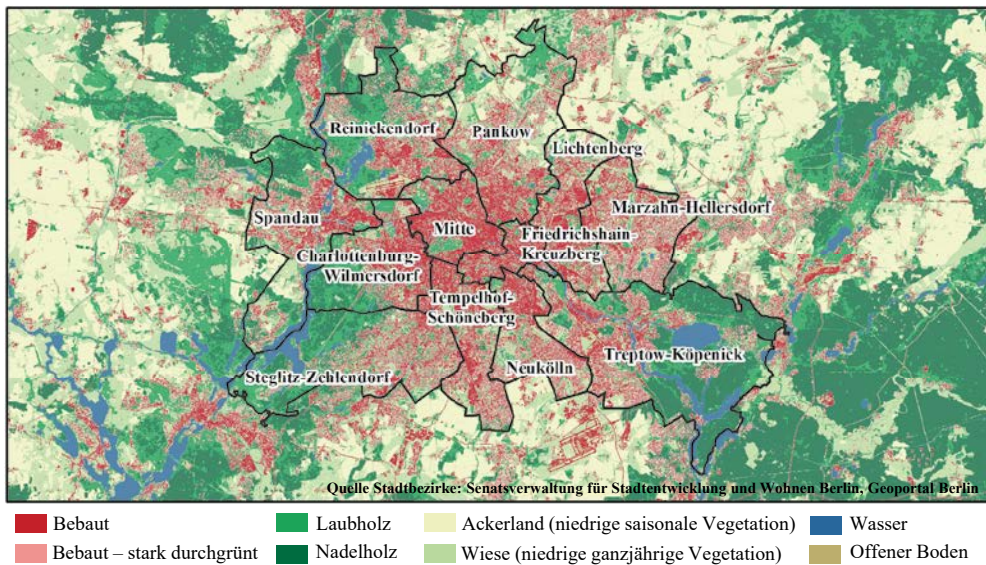 Reinickendorf
Pankow
Lichtenberg
Marzahn-Hellersdorf
Spandau
Mitte
Friedrichshain-
Kreuzberg
Charlottenburg-
Wilmersdorf
Tempelhof-
Schöneberg
Treptow-Köpenick
Neukölln
Steglitz-Zehlendorf
Quelle Stadtbezirke: Senatsverwaltung für Stadtentwicklung und Wohnen Berlin, Geoportal Berlin
Bebaut
Laubholz
Ackerland (niedrige saisonale Vegetation)
Wasser
Bebaut – stark durchgrünt
Nadelholz
Wiese (niedrige ganzjährige Vegetation)
Offener Boden